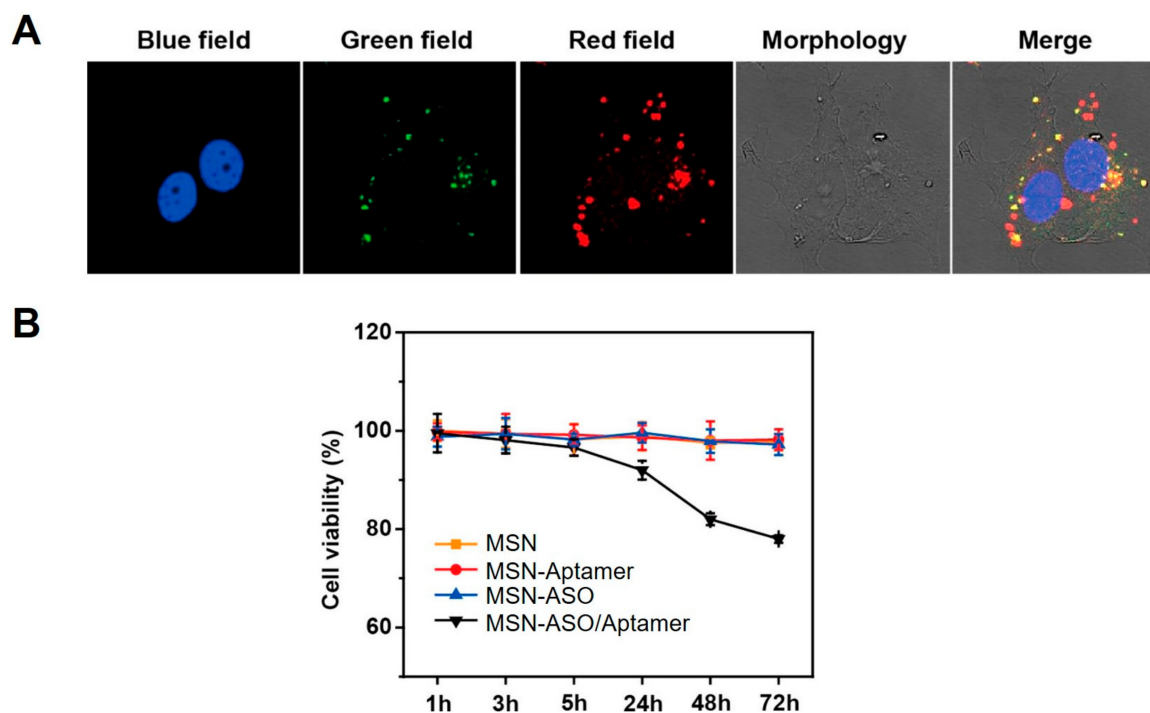 A
Blue field Green field Red field Morphology Merge
B
120
100
80
60
Cell viability (%)
MSN
MSN-Aptamer
MSN-ASO
MSN-ASO/Aptamer
1h 3h 5h 24h 48h 72h